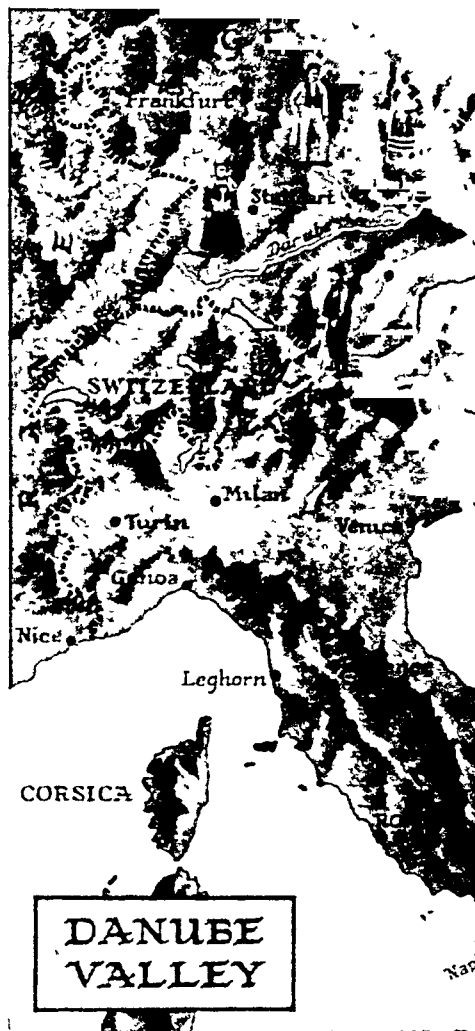 Frankfurt
Stuttgart
Danube
SWITZERLAND
Milan
Turin
Venice
Genoa
Nice
Leghorn
CORSICA
DANUBE
VALLEY